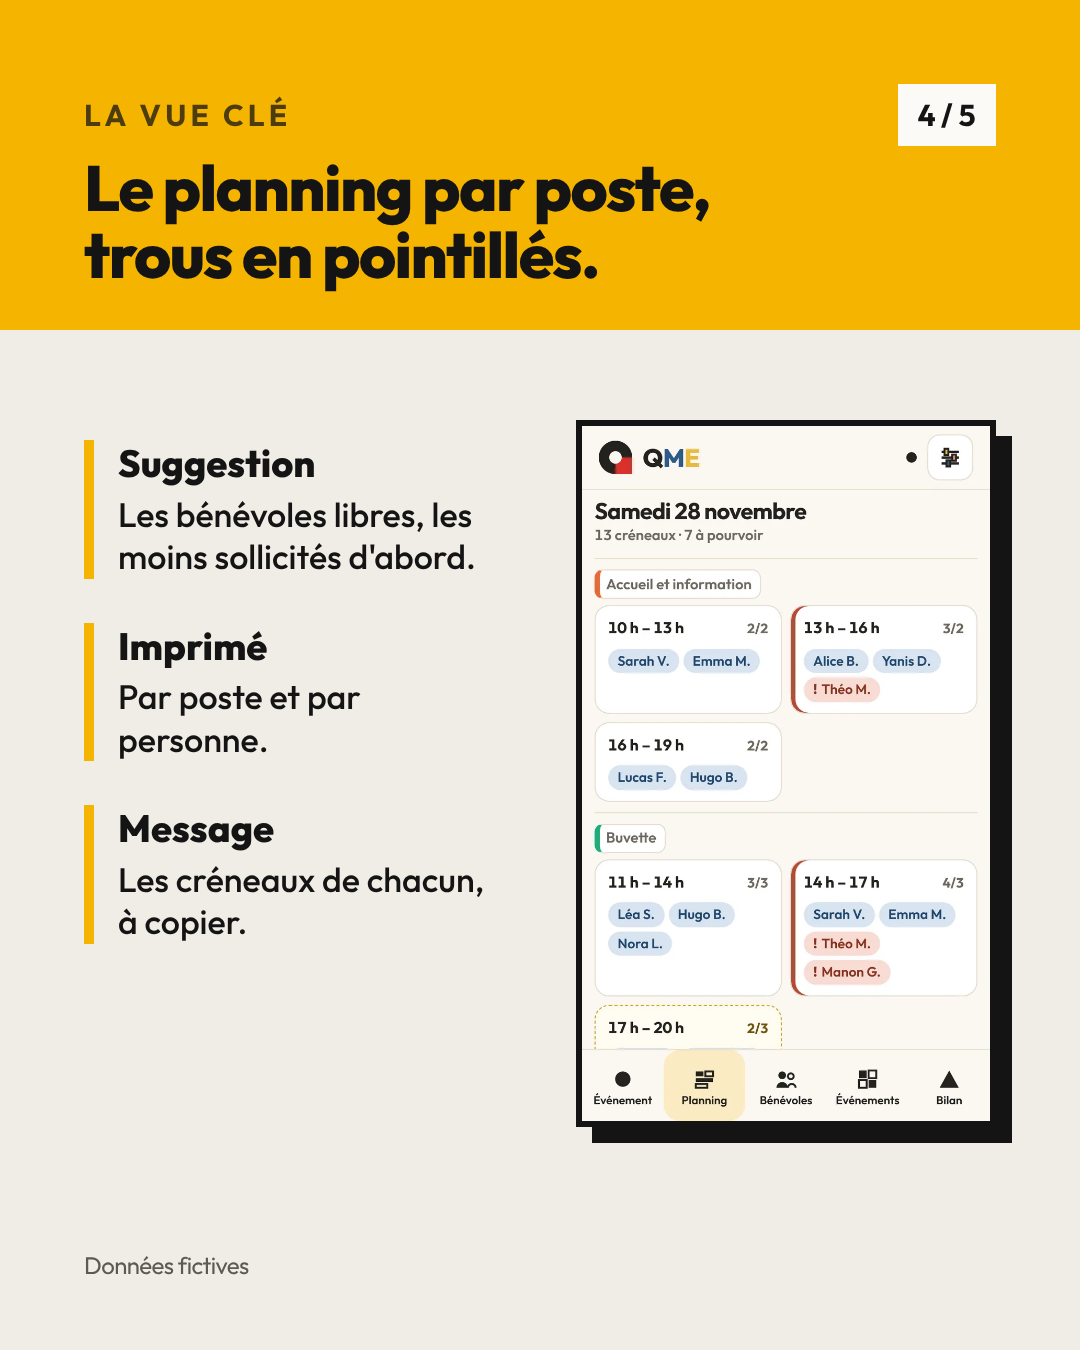 LA VUE CLÉ
4 / 5
Le planning par poste,
trous en pointillés.
Suggestion
Les bénévoles libres, les
moins sollicités d'abord.
Imprimé
Par poste et par
personne.
Message
Les créneaux de chacun,
à copier.
QME
Samedi 28 novembre
13 créneaux · 7 à pourvoir
Accueil et information
10 h – 13 h 2/2
Sarah V. Emma M.
13 h – 16 h 3/2
Alice B. Yanis D.
! Théo M.
16 h – 19 h 2/2
Lucas F. Hugo B.
Buvette
11 h – 14 h 3/3
Léa S. Hugo B.
Nora L.
14 h – 17 h 4/3
Sarah V. Emma M.
! Théo M.
! Manon G.
17 h – 20 h 2/3
Événement Planning Bénévoles Événements Bilan
Données fictives